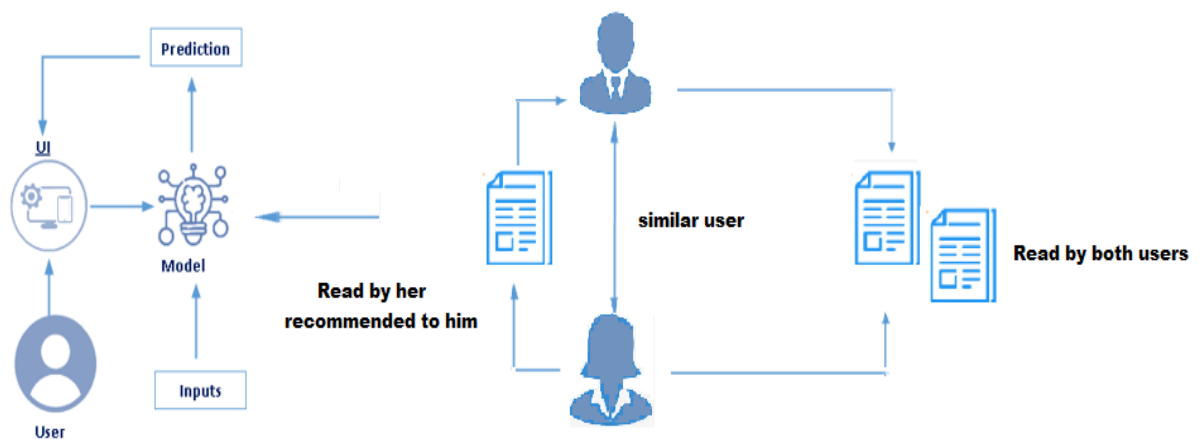 Prediction
UI
Model
Inputs
User
Read by her
recommended to him
similar user
Read by both users